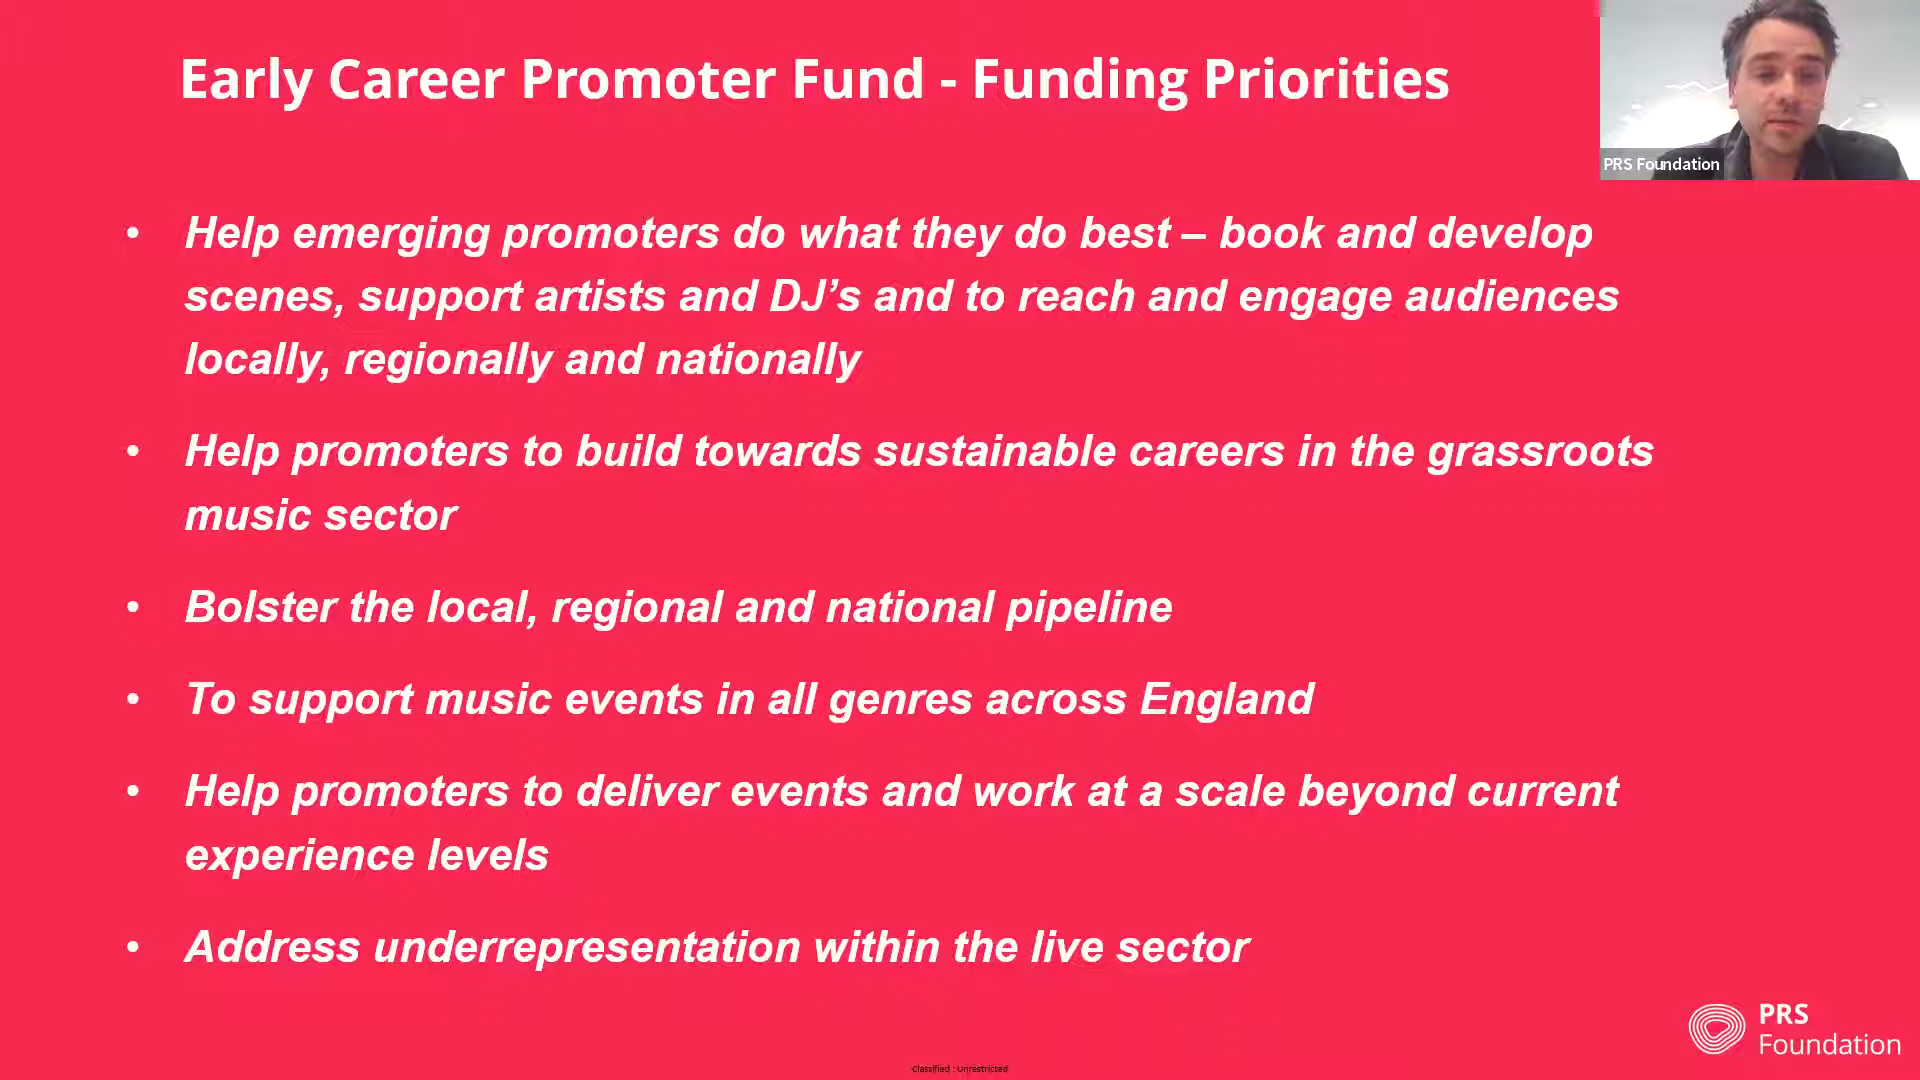 Early Career Promoter Fund - Funding Priorities
PRS Foundation
• Help emerging promoters do what they do best – book and develop
scenes, support artists and DJ’s and to reach and engage audiences
locally, regionally and nationally
• Help promoters to build towards sustainable careers in the grassroots
music sector
• Bolster the local, regional and national pipeline
• To support music events in all genres across England
• Help promoters to deliver events and work at a scale beyond current
experience levels
• Address underrepresentation within the live sector
PRS
Foundation
Classified : Unrestricted